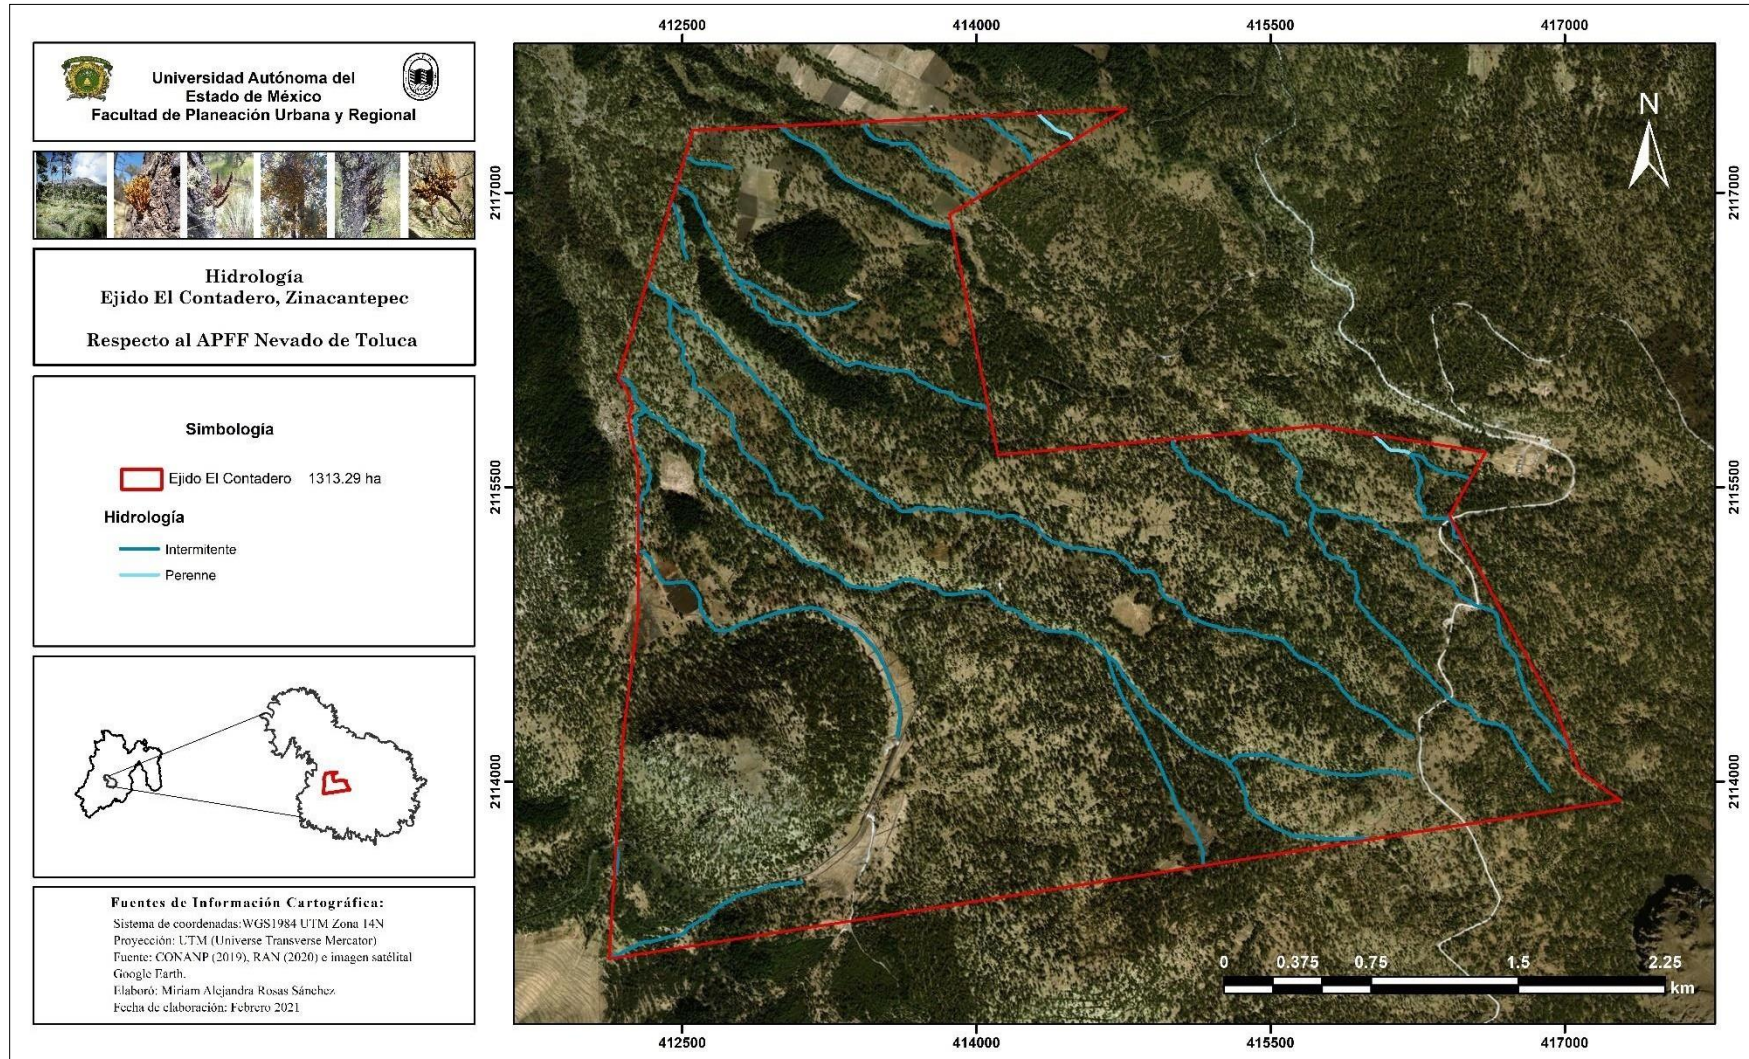 Universidad Autónoma del
Estado de México
Facultad de Planeación Urbana y Regional
Hidrología
Ejido El Contadero, Zinacantepec
Respecto al APFF Nevado de Toluca
Simbología
Ejido El Contadero 1313.29 ha
Hidrología
Intermitente
Perenne
Fuentes de Información Cartográfica:
Sistema de coordenadas:WGS1984 UTM Zona 14N
Proyección: UTM (Universe Transverse Mercator)
Fuente: CONANP (2019), RAN (2020) e imagen satélital
Google Earth.
Elaboró: Miriam Alejandra Rosas Sánchez
Fecha de elaboración: Febrero 2021
412500 414000 415500 417000
2117000
2115500
2114000
N
2117000
2115500
2114000
0 0.375 0.75 1.5 2.25
km
412500 414000 415500 417000